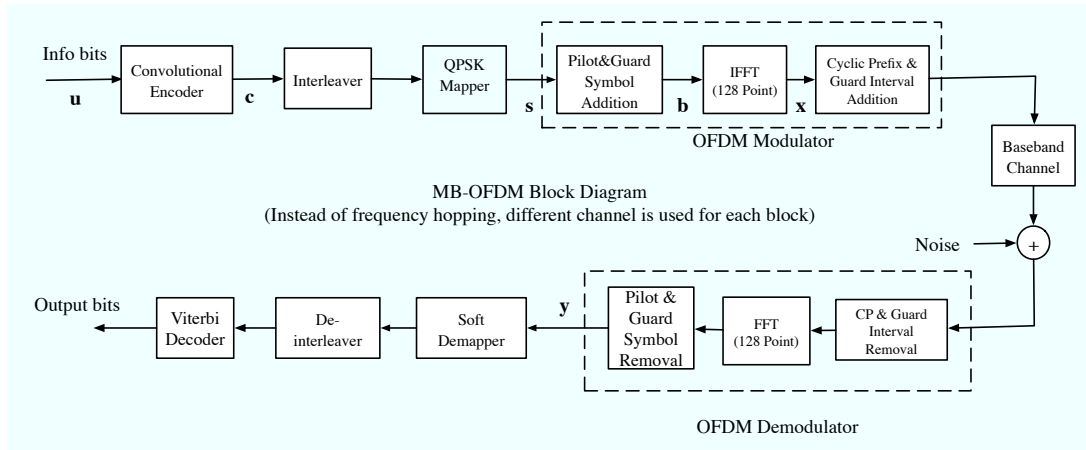 Info bits
u
Convolutional
Encoder
c
Interleaver
QPSK
Mapper
s
Pilot&Guard
Symbol
Addition
b
IFFT
(128 Point)
x
Cyclic Prefix &
Guard Interval
Addition
OFDM Modulator
Baseband
Channel
MB-OFDM Block Diagram
(Instead of frequency hopping, different channel is used for each block)
Noise
+
Output bits
Viterbi
Decoder
De-
interleaver
Soft
Demapper
y
Pilot &
Guard
Symbol
Removal
FFT
(128 Point)
CP & Guard
Interval
Removal
OFDM Demodulator